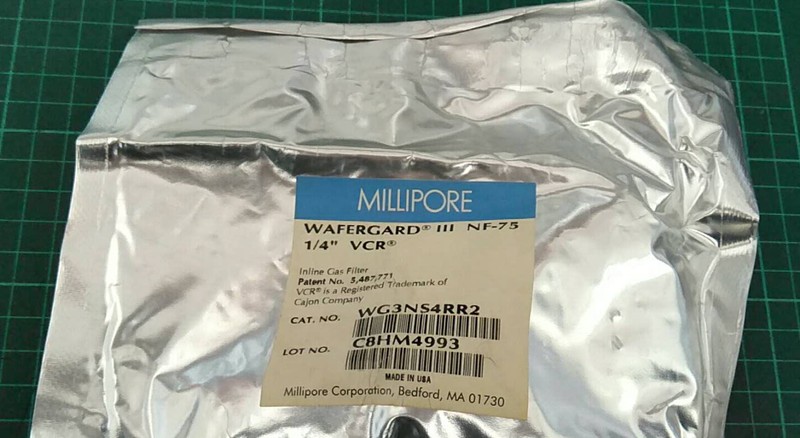 MILLIPORE
WAFERGARD® III NF-75
1/4" VCR®
Inline Gas Filter
Patent No. 5,487,771
VCR® is a Registered Trademark of
Cajon Company
CAT. NO. WG3NS4RR2
LOT NO. C8HM4993
MADE IN USA
Millipore Corporation, Bedford, MA 01730